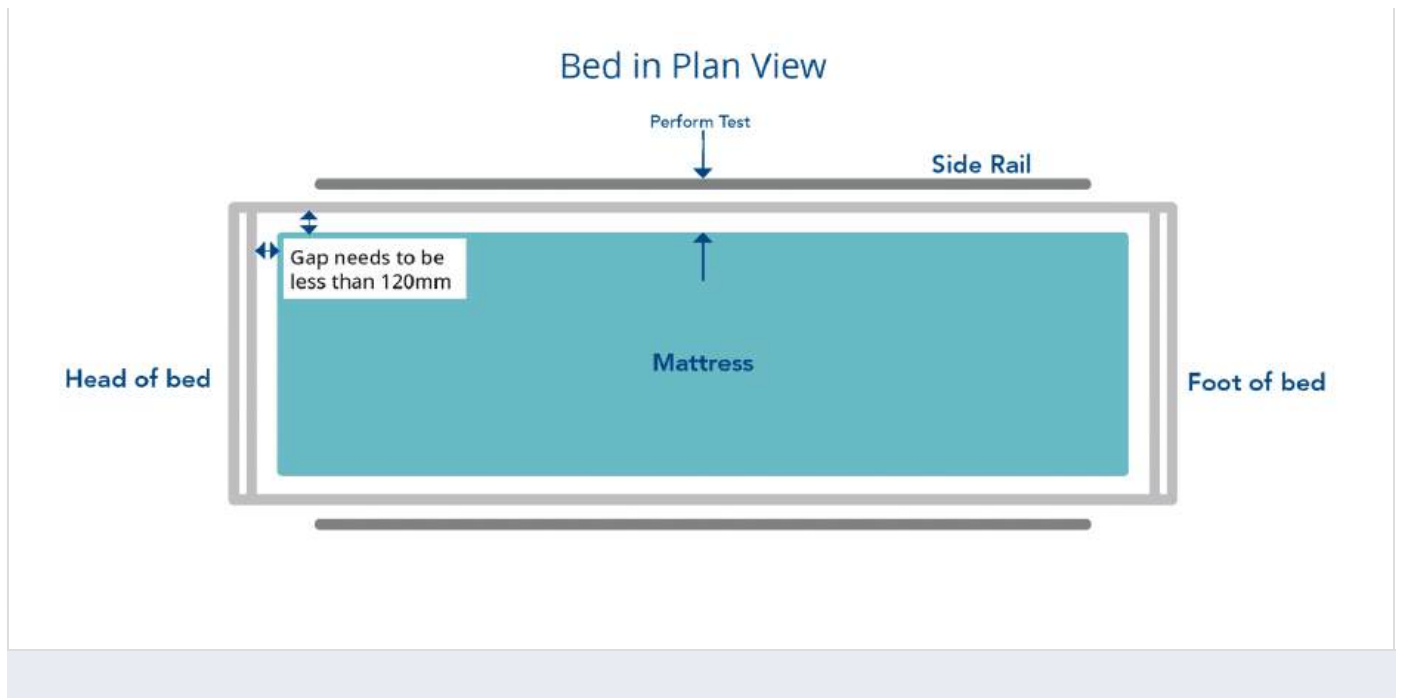 Bed in Plan View
Perform Test
Side Rail
Gap needs to be
less than 120mm
Mattress
Head of bed
Foot of bed